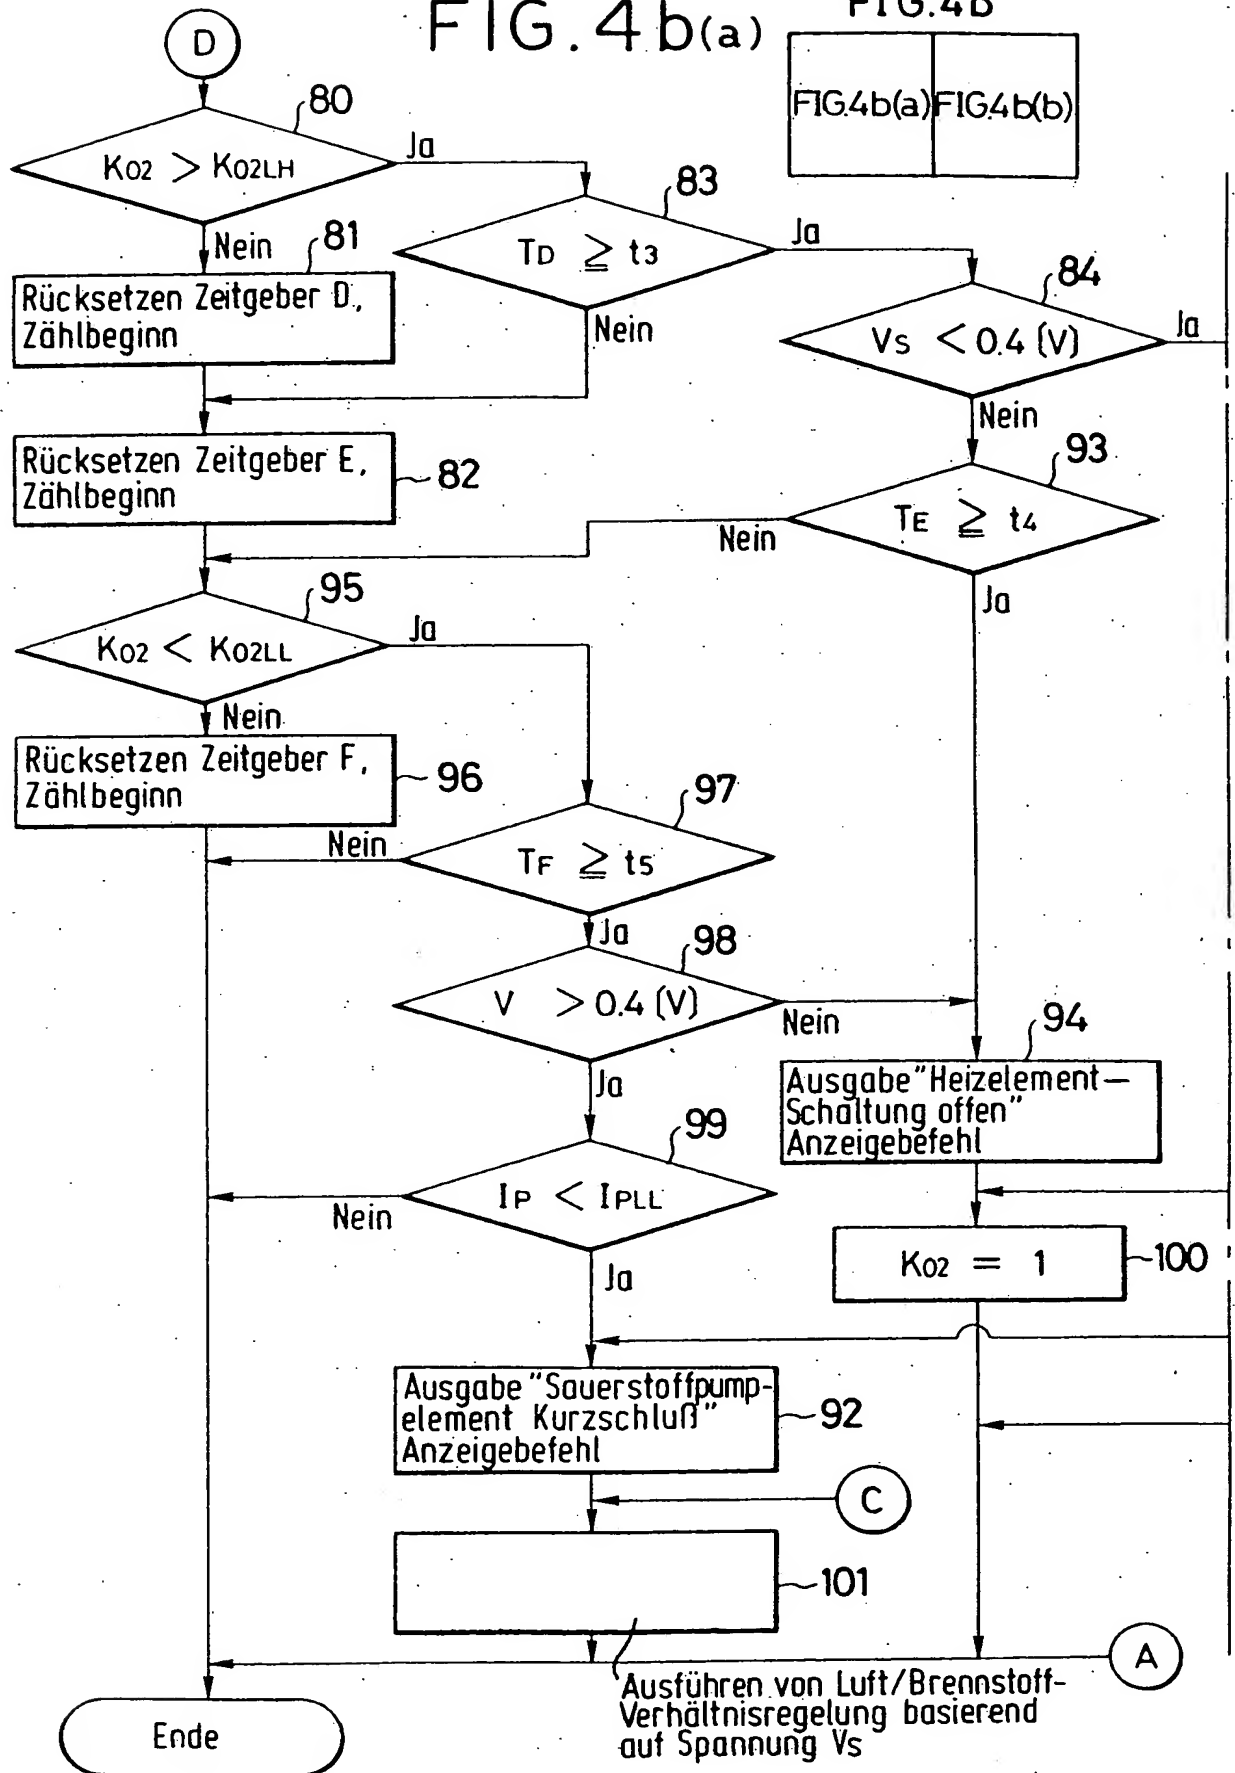 FIG. 4b(a)
FIG. 4b
FIG.4b(a)
FIG.4b(b)
D
80
KO2 > KO2LH
Ja
Nein
83
TD ≧ t3
Ja
Nein
81
Rücksetzen Zeitgeber D,
Zählbeginn
84
VS < 0.4 (V)
Ja
Nein
Rücksetzen Zeitgeber E,
Zählbeginn
82
93
TE ≧ t4
Nein
Ja
95
KO2 < KO2LL
Ja
Nein
Rücksetzen Zeitgeber F,
Zählbeginn
96
97
TF ≧ t5
Nein
Ja
98
V > 0.4 (V)
Nein
Ja
94
Ausgabe "Heizelement-
Schaltung offen"
Anzeigebefehl
99
IP < IPLL
Nein
Ja
KO2 = 1
100
Ausgabe "Sauerstoffpump-
element Kurzschluß"
Anzeigebefehl
92
C
101
A
Ausführen von Luft/Brennstoff-
Verhältnisregelung basierend
auf Spannung Vs
Ende